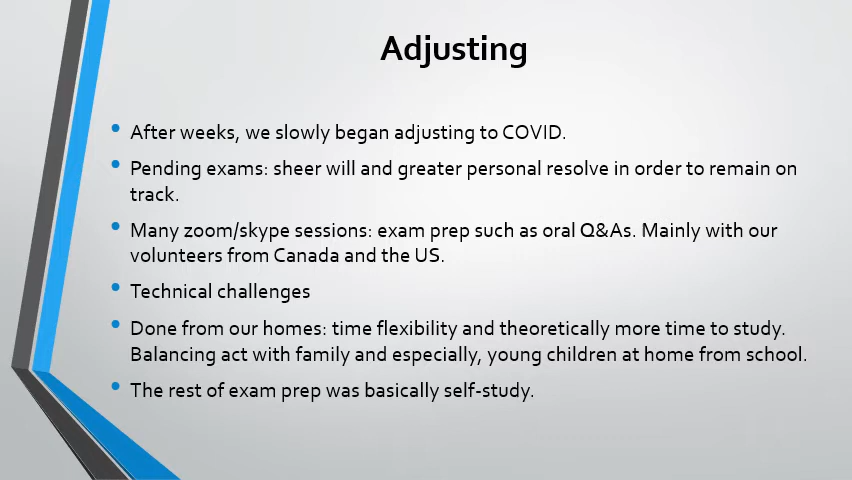 Adjusting
• After weeks, we slowly began adjusting to COVID.
• Pending exams: sheer will and greater personal resolve in order to remain on
track.
• Many zoom/skype sessions: exam prep such as oral Q&As. Mainly with our
volunteers from Canada and the US.
• Technical challenges
• Done from our homes: time flexibility and theoretically more time to study.
Balancing act with family and especially, young children at home from school.
• The rest of exam prep was basically self-study.